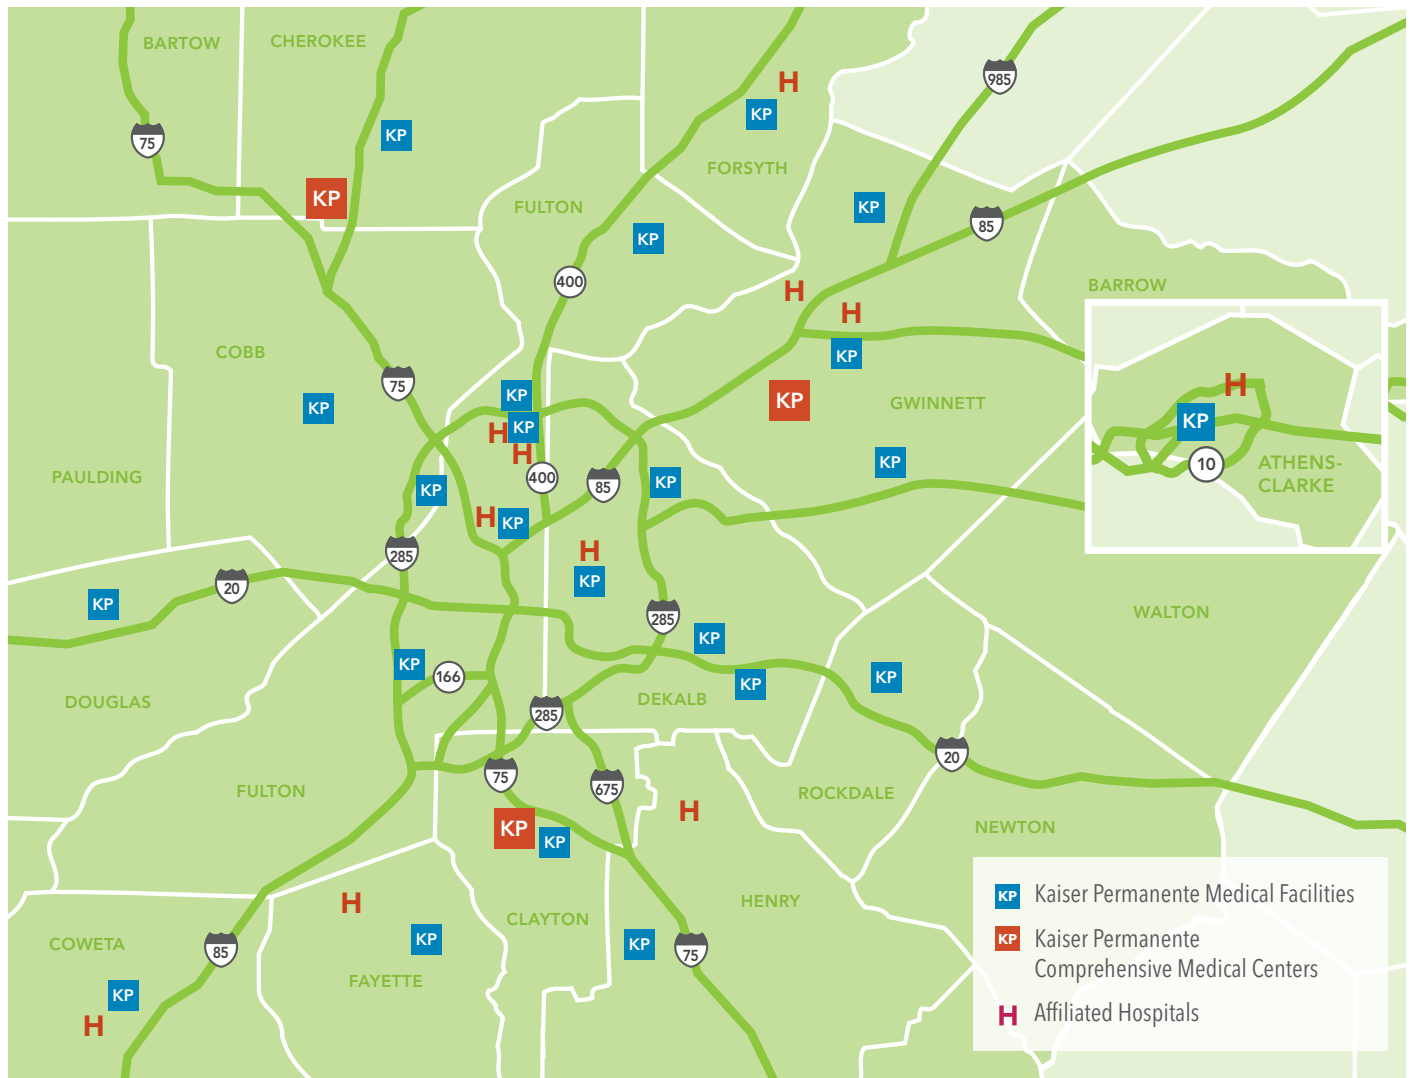 BARTOW
CHEROKEE
H
985
KP
KP
75
FORSYTH
KP
FULTON
KP
85
KP
400
BARROW
H
H
COBB
KP
75
H
KP
KP
GWINNETT
KP
KP
KP
H
H
KP
PAULDING
400
85
KP
KP
10
ATHENS-
CLARKE
H
KP
H
285
KP
20
KP
285
WALTON
KP
KP
166
KP
KP
DOUGLAS
DEKALB
285
20
75
675
FULTON
ROCKDALE
H
KP
NEWTON
KP
KP Kaiser Permanente Medical Facilities
H
HENRY
CLAYTON
KP
KP
COWETA
85
75
KP Kaiser Permanente
Comprehensive Medical Centers
FAYETTE
KP
H
H Affiliated Hospitals